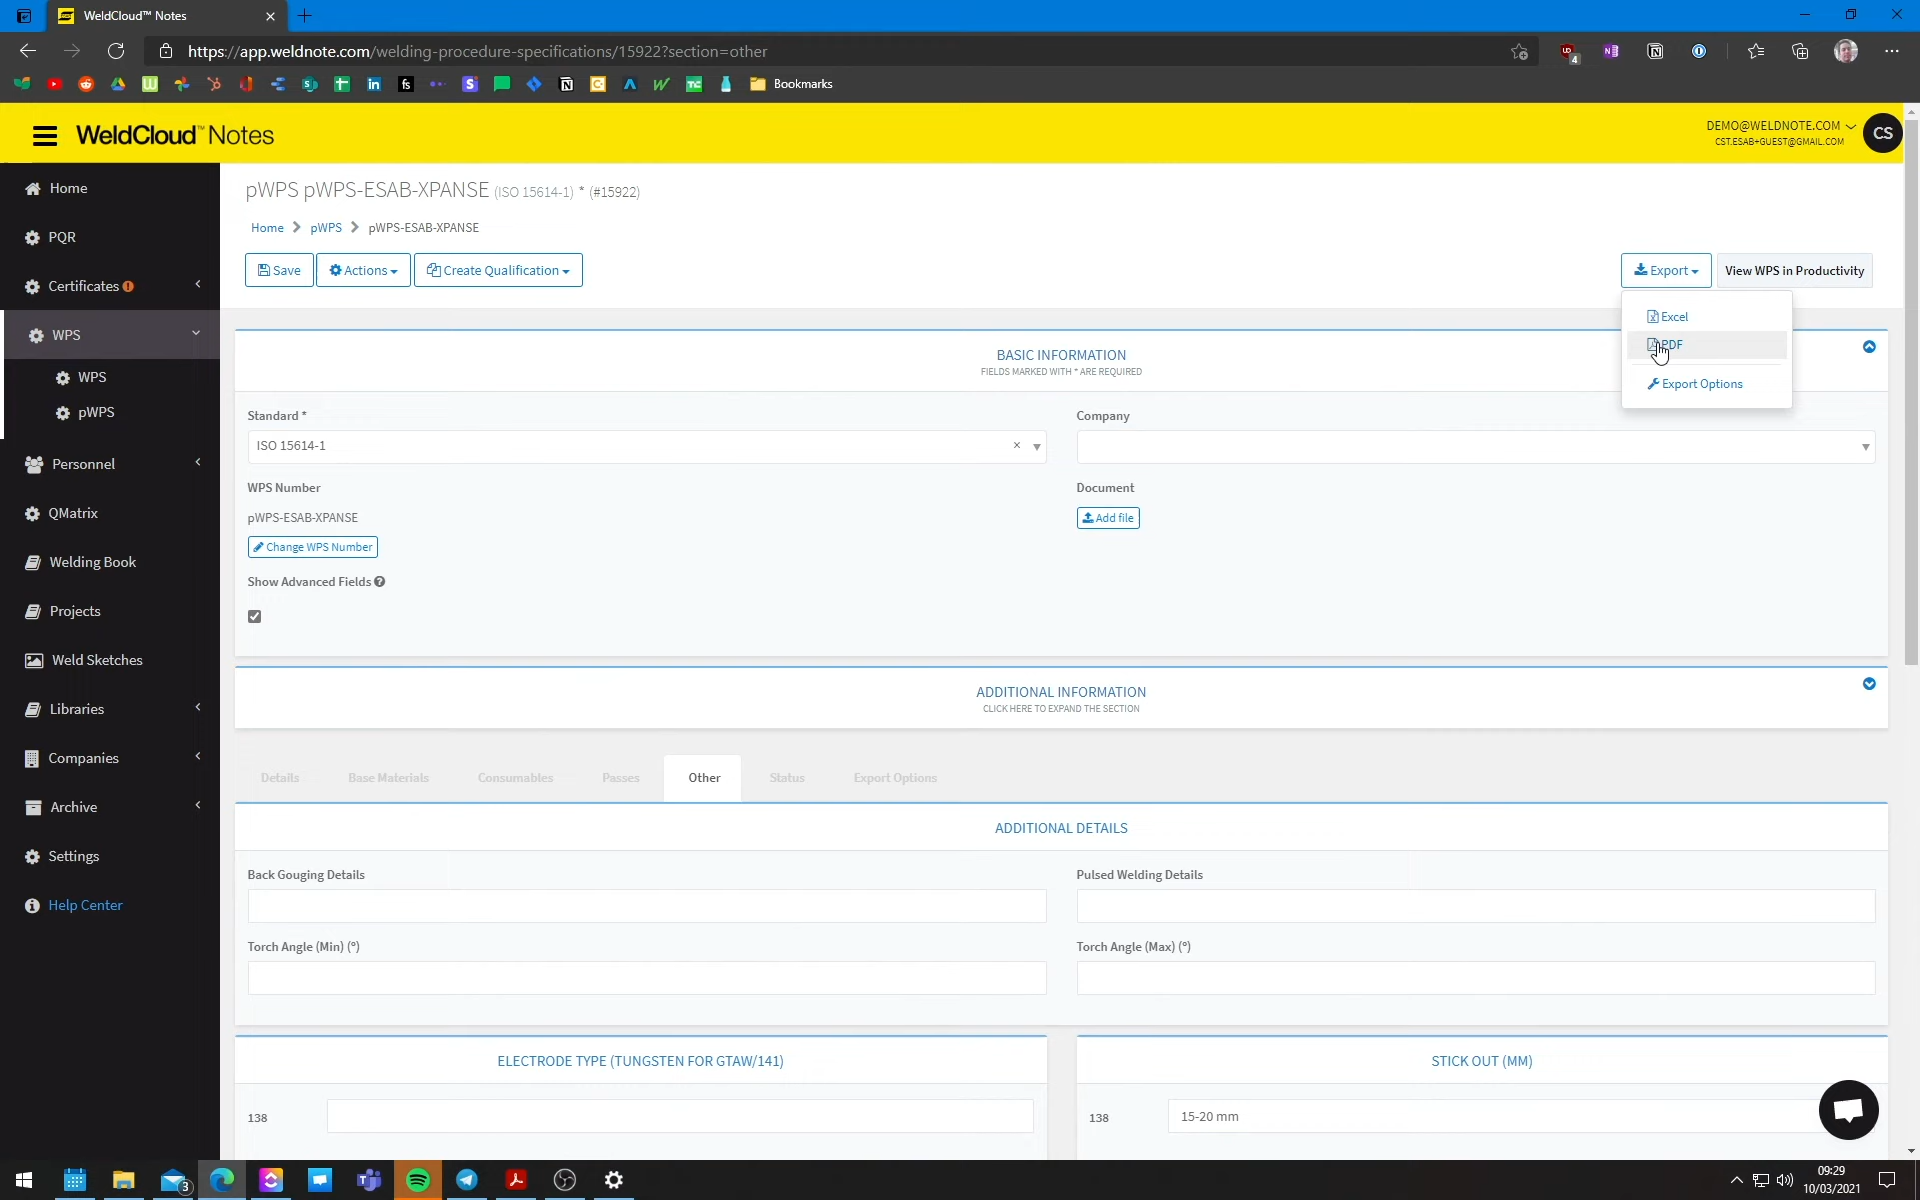 WeldCloud™ Notes
https://app.weldnote.com/welding-procedure-specifications/15922?section=other
4
Bookmarks
WeldCloud™ Notes
DEMO@WELDNOTE.COM
CST.ESAB+GUEST@GMAIL.COM
CS
Home
PQR
Certificates
WPS
WPS
pWPS
Personnel
QMatrix
Welding Book
Projects
Weld Sketches
Libraries
Companies
Archive
Settings
Help Center
pWPS pWPS-ESAB-XPANSE (ISO 15614-1) * (#15922)
Home > pWPS > pWPS-ESAB-XPANSE
Save
Actions
Create Qualification
Export
View WPS in Productivity
Excel
PDF
Export Options
BASIC INFORMATION
FIELDS MARKED WITH * ARE REQUIRED
Standard *
ISO 15614-1
Company
WPS Number
pWPS-ESAB-XPANSE
Change WPS Number
Document
Add file
Show Advanced Fields
ADDITIONAL INFORMATION
CLICK HERE TO EXPAND THE SECTION
Details Base Materials Consumables Passes Other Status Export Options
ADDITIONAL DETAILS
Back Gouging Details
Pulsed Welding Details
Torch Angle (Min) (º)
Torch Angle (Max) (º)
ELECTRODE TYPE (TUNGSTEN FOR GTAW/141)
138
STICK OUT (MM)
138
15-20 mm
3
09:29
10/03/2021